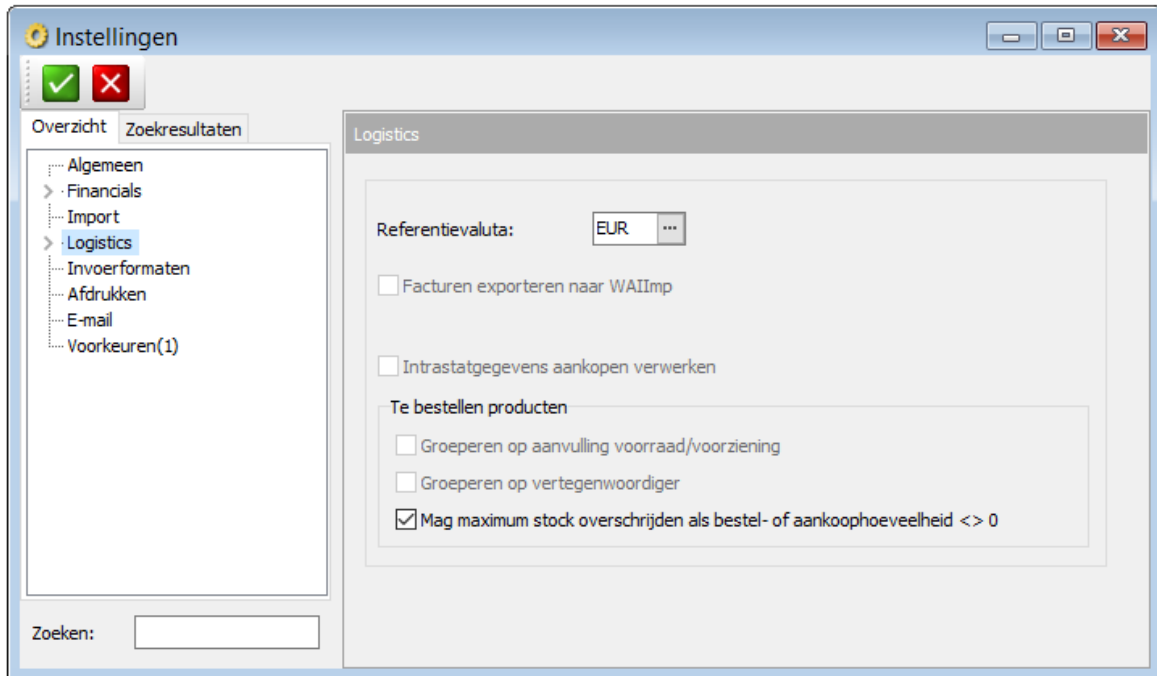 Instellingen
Overzicht
Zoekresultaten
Algemeen
Financials
Import
Logistics
Invoerformaten
Afdrukken
E-mail
Voorkeuren(1)
Zoeken:
Logistics
Referentievaluta: EUR ...
Facturen exporteren naar WAIImp
Intrastatgegevens aankopen verwerken
Te bestellen producten
Groeperen op aanvulling voorraad/voorziening
Groeperen op vertegenwoordiger
Mag maximum stock overschrijden als bestel- of aankoophoeveelheid <> 0